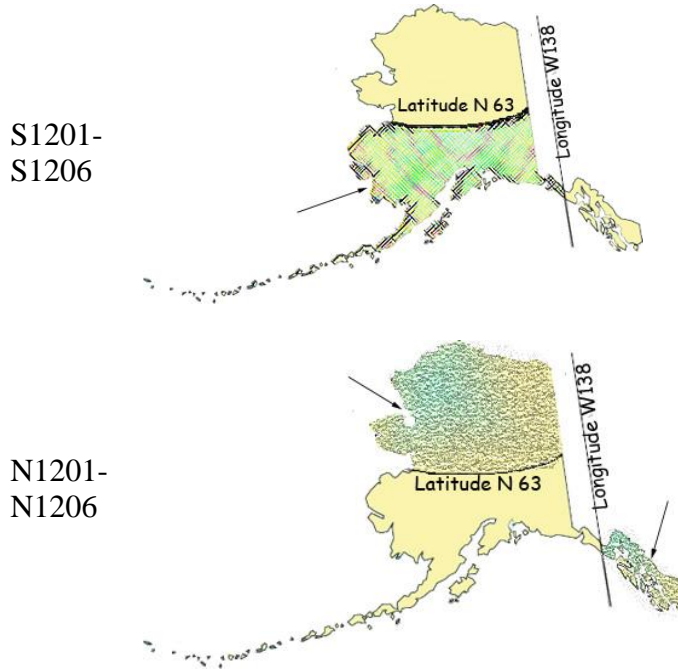 Latitude N 63
Longitude W138
S1201-
S1206
Latitude N 63
Longitude W138
N1201-
N1206